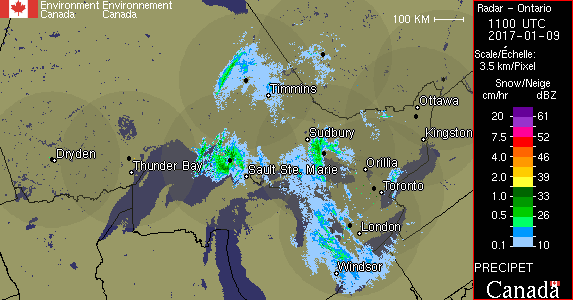 Environment Environnement
Canada Canada
100 KM
Timmins
Ottawa
Sudbury
Kingston
Dryden
Thunder Bay
Orillia
Sault Ste. Marie
Toronto
London
Windsor
Radar - Ontario
1100 UTC
2017-01-09
Scale/Échelle:
3.5 km/Pixel
Snow/Neige
cm/hr dBZ
20 61
7.5 52
4.0 46
2.0 39
1.0 33
0.5 26
0.1 10
PRECIPET
Canada